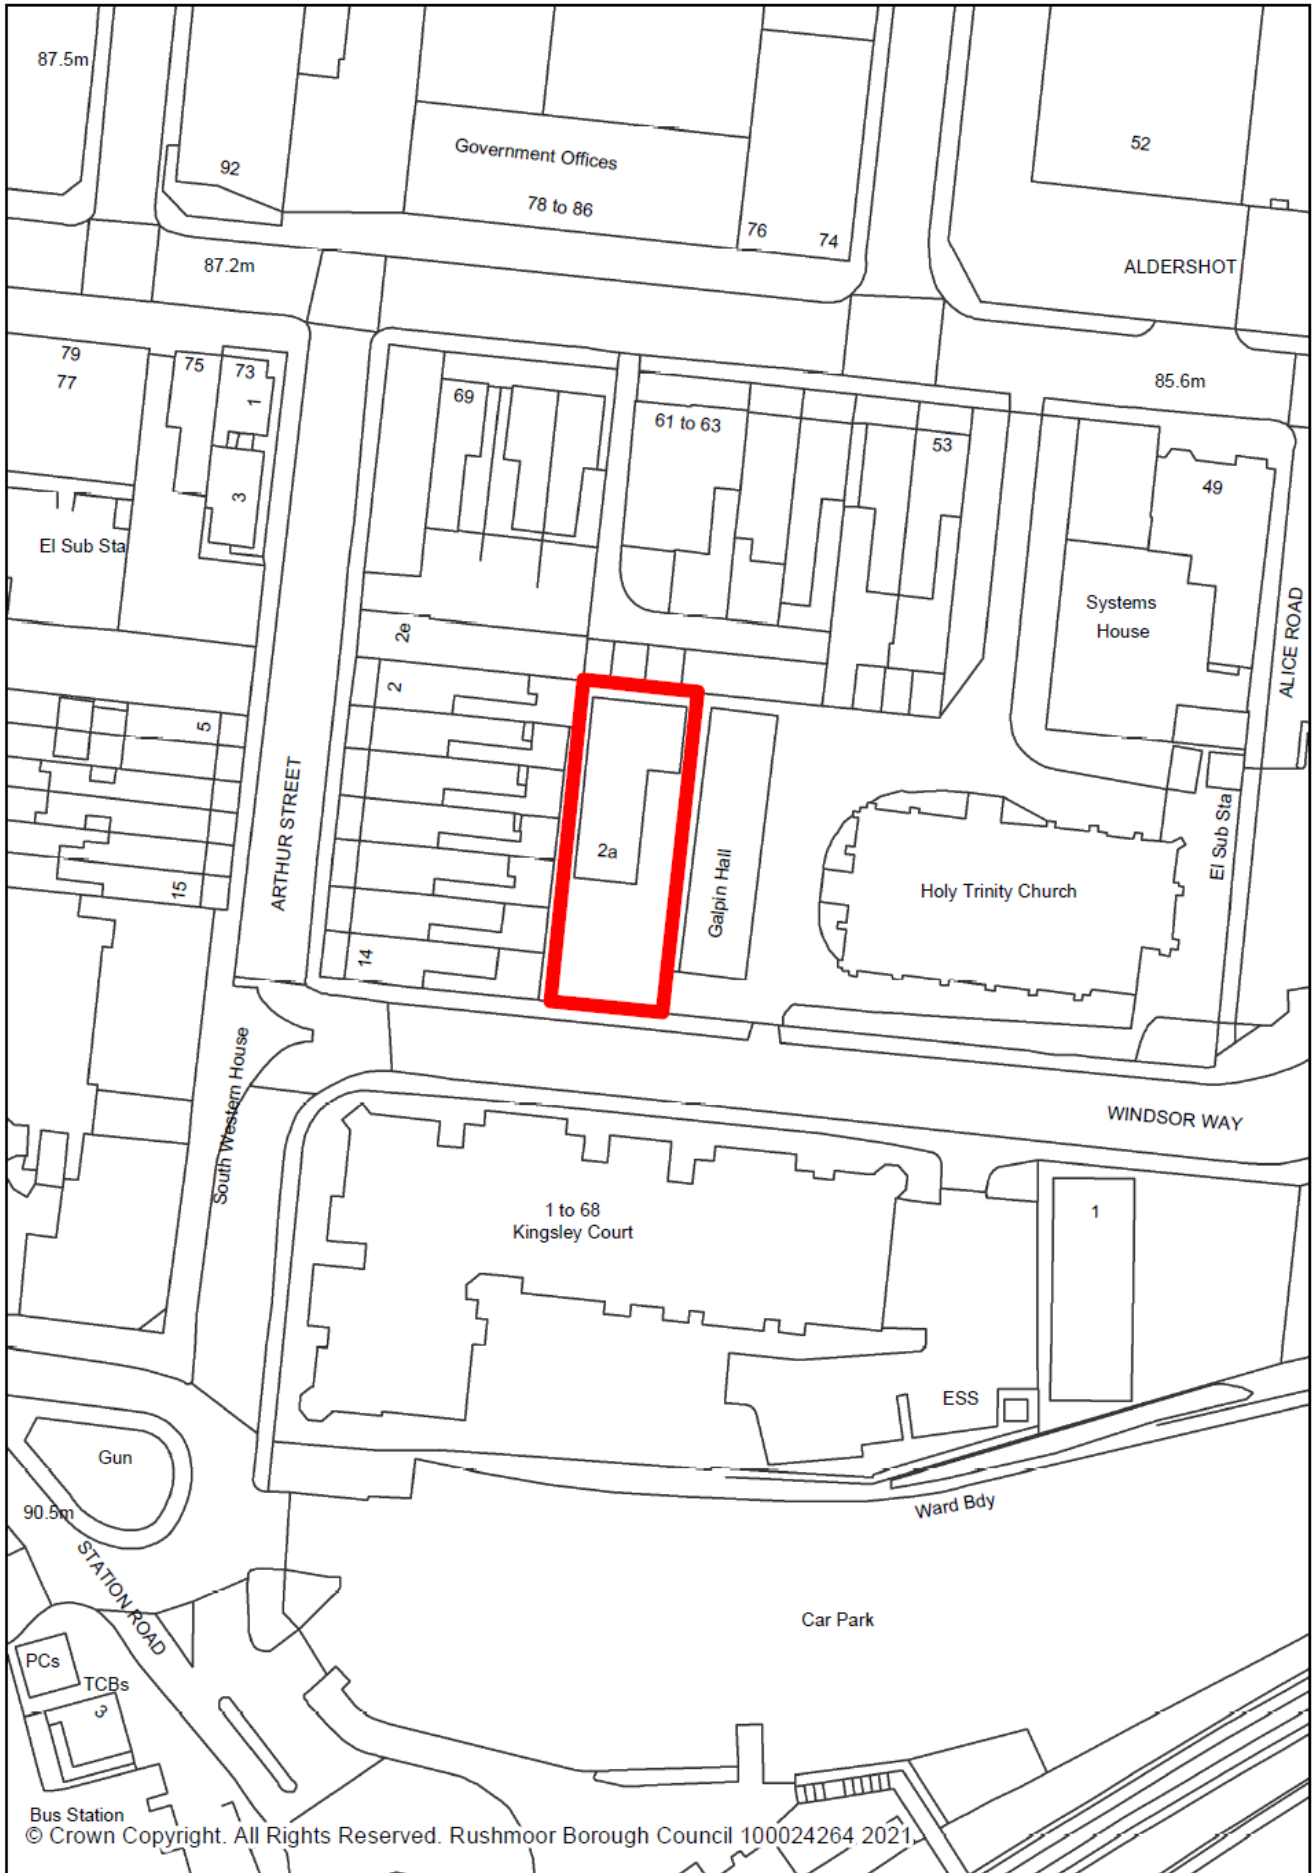 87.5m
92
Government Offices
78 to 86
76
74
52
87.2m
ALDERSHOT
79
77
75
73
1
3
69
61 to 63
53
85.6m
49
El Sub Sta
2e
2
Systems
House
ALICE ROAD
5
15
ARTHUR STREET
14
2a
Galpin Hall
Holy Trinity Church
El Sub Sta
South Western House
WINDSOR WAY
1 to 68
Kingsley Court
1
ESS
Gun
90.5m
Ward Bdy
STATION ROAD
Car Park
PCs
TCBs
3
Bus Station
© Crown Copyright. All Rights Reserved. Rushmoor Borough Council 100024264 2021